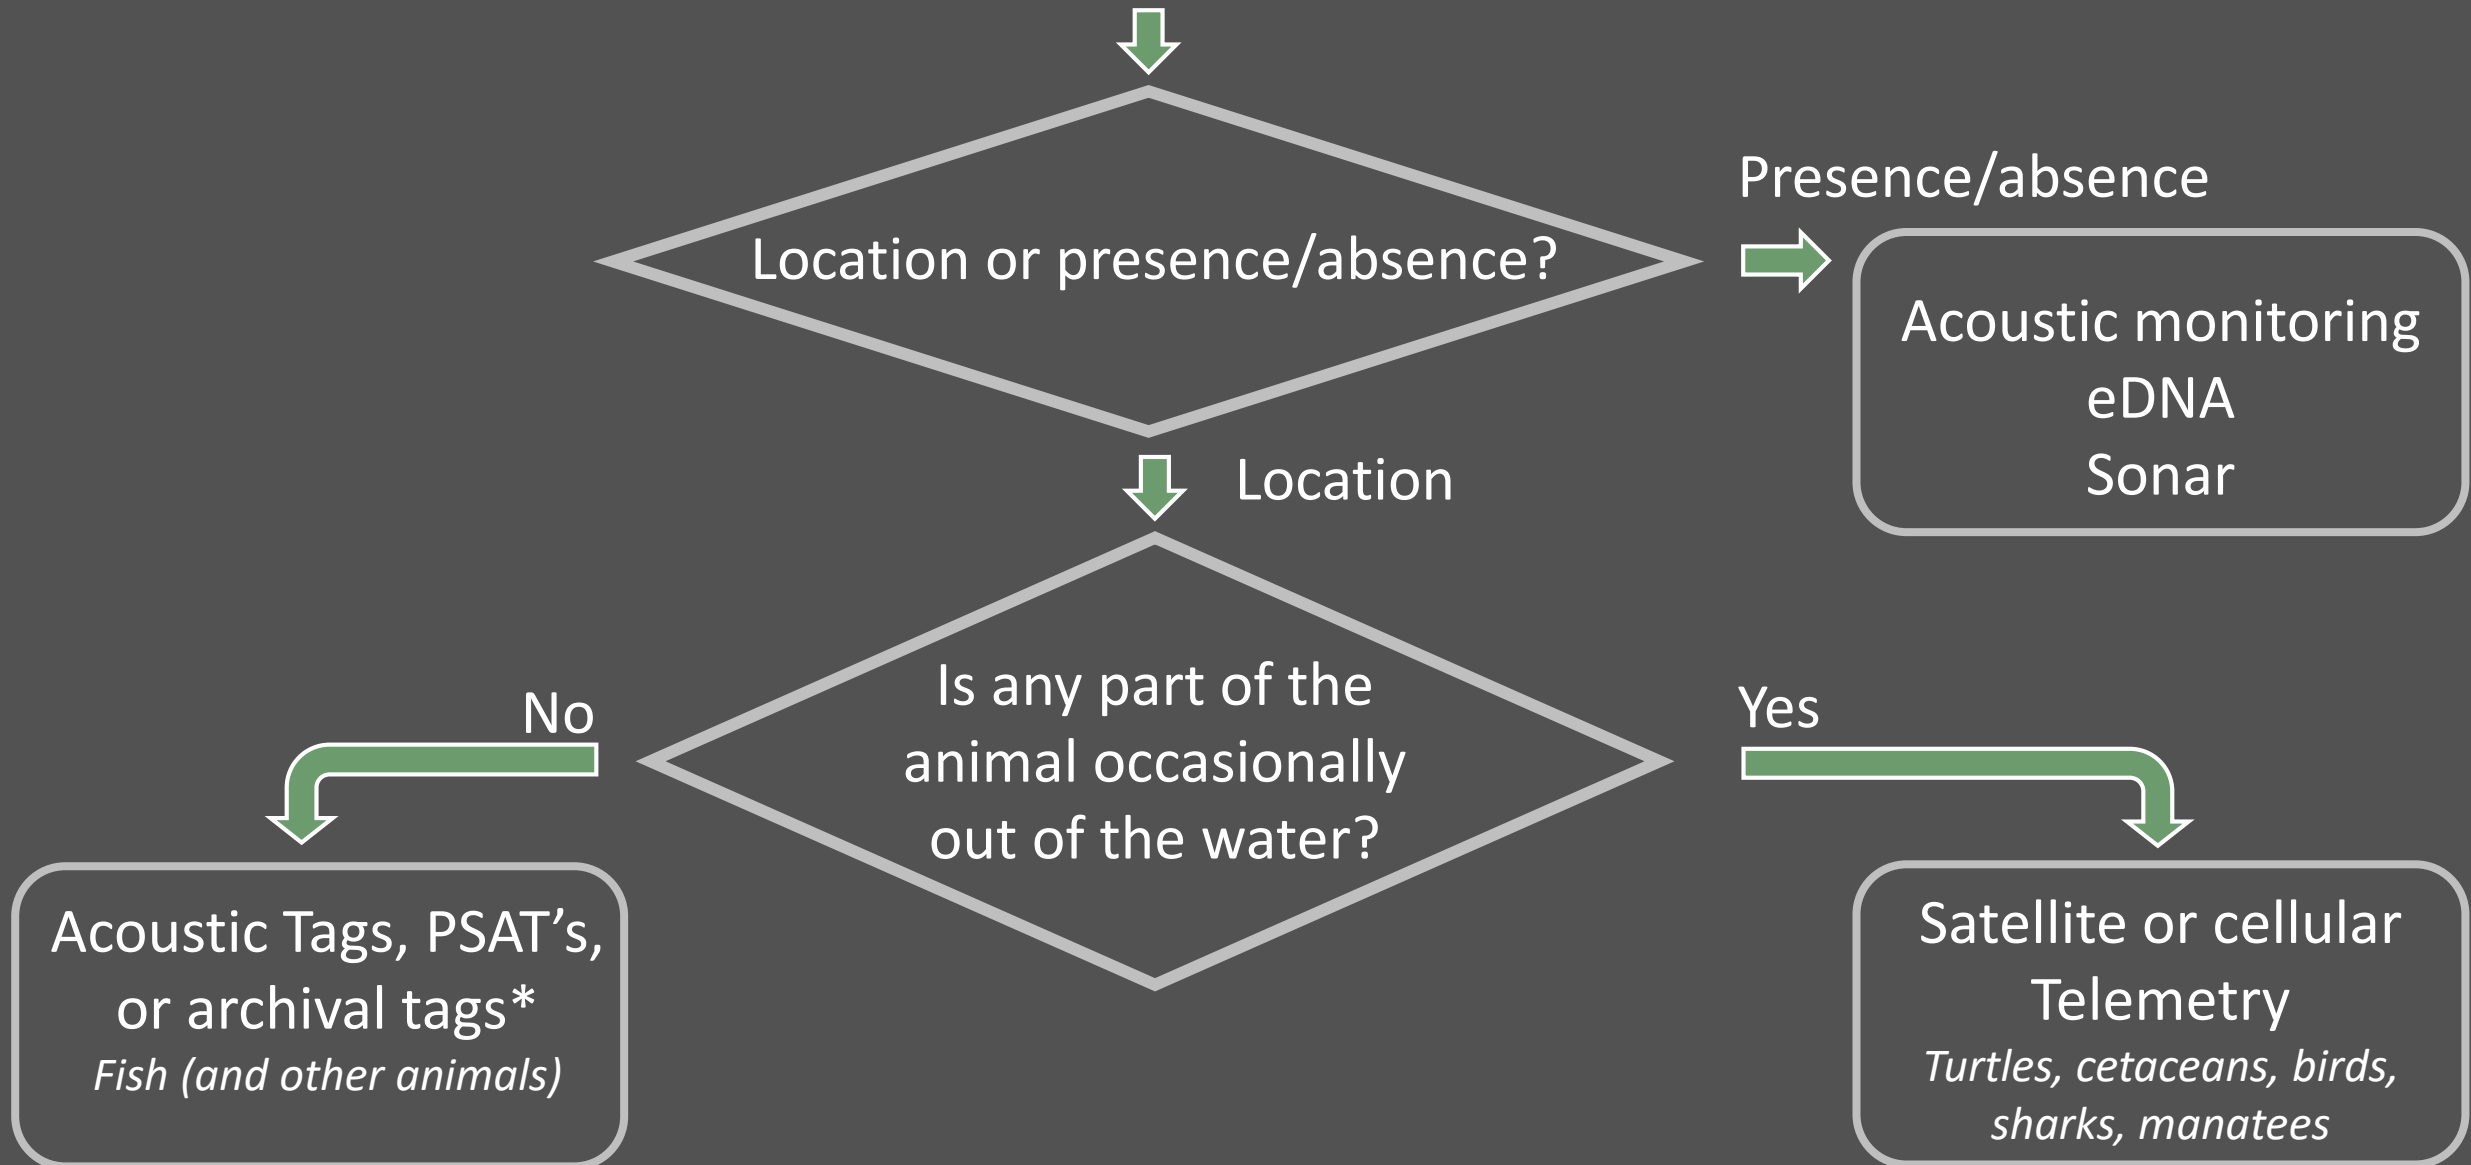 Location or presence/absence?
Presence/absence
Acoustic monitoring
eDNA
Sonar
Location
Is any part of the
animal occasionally
out of the water?
No
Yes
Acoustic Tags, PSAT’s,
or archival tags*
Fish (and other animals)
Satellite or cellular
Telemetry
Turtles, cetaceans, birds,
sharks, manatees